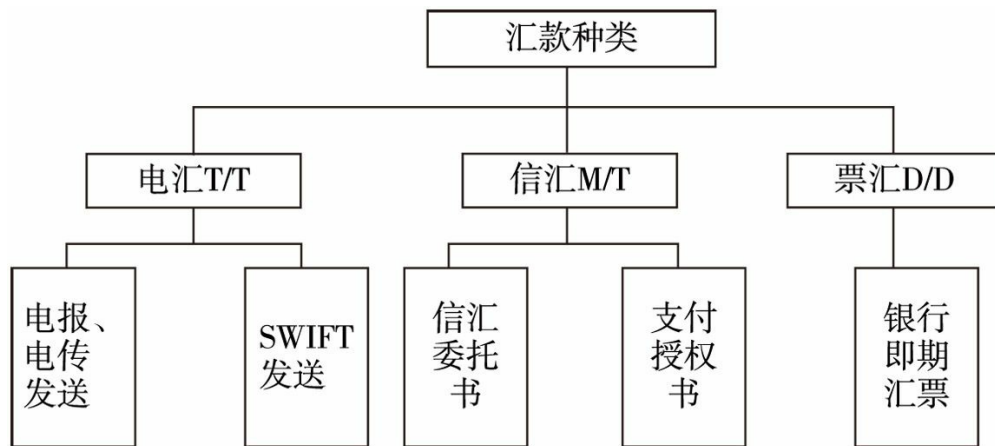 汇款种类
电汇T/T
信汇M/T
票汇D/D
电报、
电传
发送
SWIFT
发送
信汇
委托
书
支付
授权
书
银行
即期
汇票